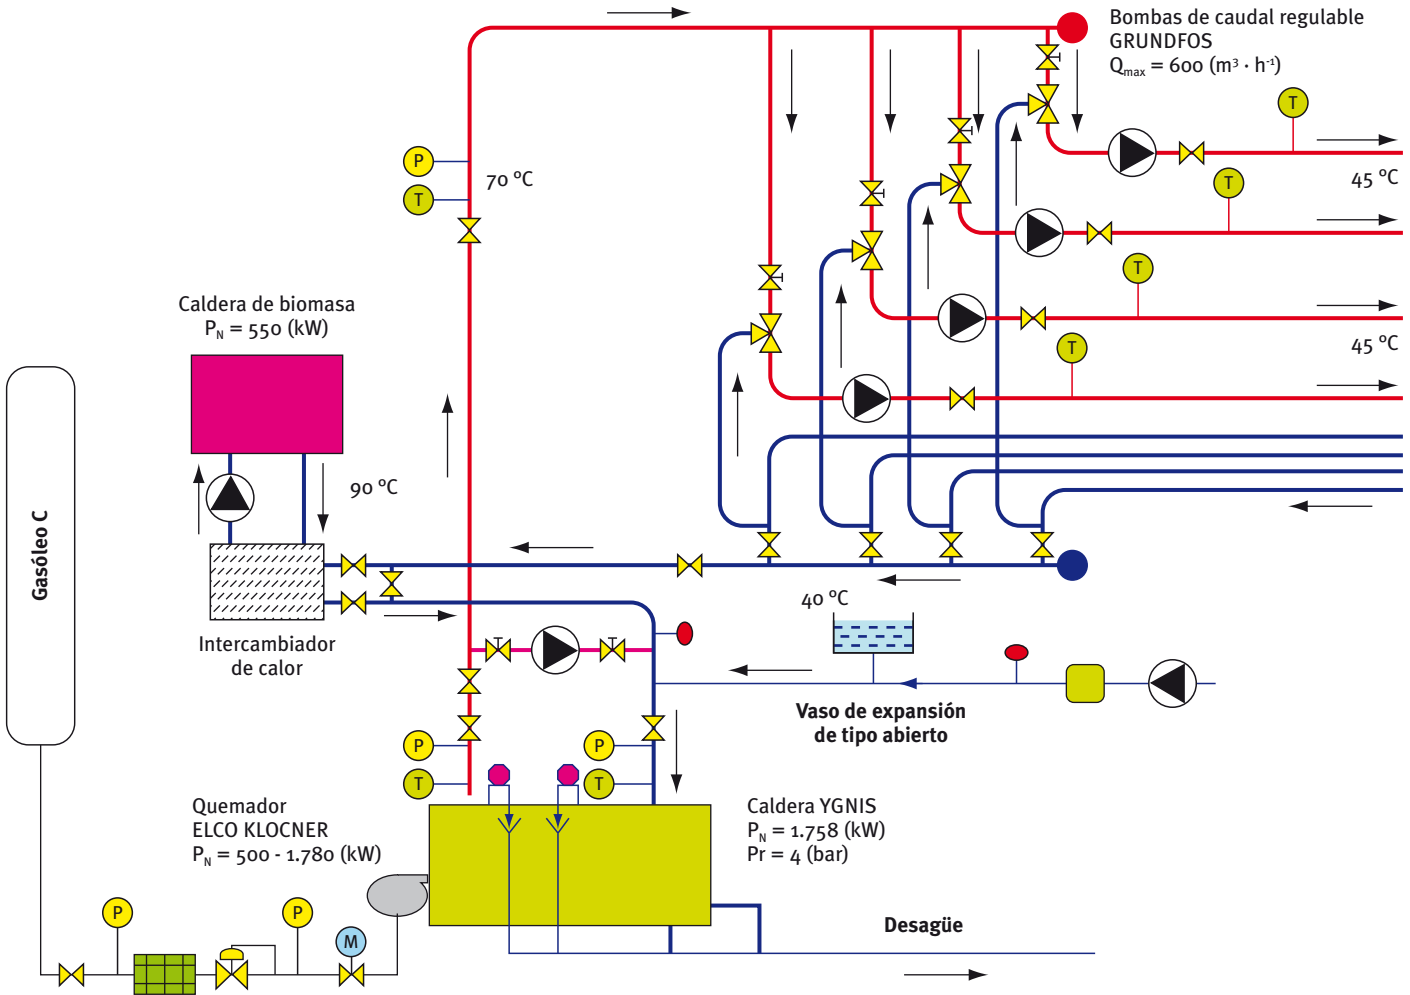 Bombas de caudal regulable
GRUNDFOS
Qmax = 600 (m³ · h⁻¹)
T
P
70 °C
T
45 °C
T
T
45 °C
T
Caldera de biomasa
PN = 550 (kW)
90 °C
Gasóleo C
Intercambiador
de calor
40 °C
Vaso de expansión
de tipo abierto
P
P
T
T
Quemador
ELCO KLOCNER
PN = 500 - 1.780 (kW)
Caldera YGNIS
PN = 1.758 (kW)
Pr = 4 (bar)
P
P
M
Desagüe